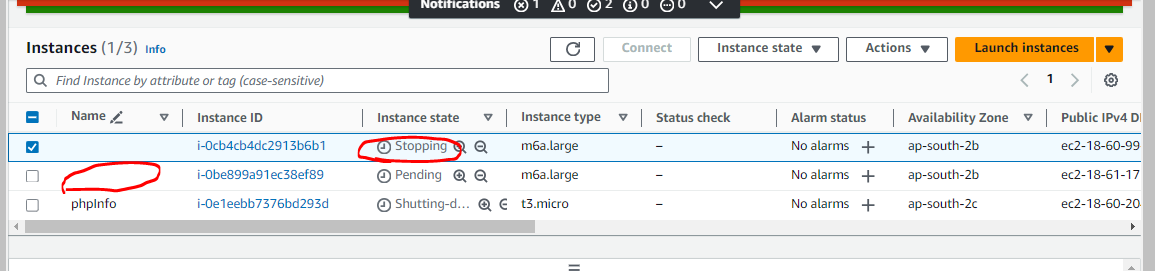 Notifications 1 0 2 0 0
Instances (1/3) Info
Connect Instance state Actions Launch instances
Find Instance by attribute or tag (case-sensitive)
1
Name Instance ID Instance state Instance type Status check Alarm status Availability Zone Public IPv4 D
i-0cb4cb4dc2913b6b1 Stopping m6a.large – No alarms + ap-south-2b ec2-18-60-99
i-0be899a91ec38ef89 Pending m6a.large – No alarms + ap-south-2b ec2-18-61-17
phpInfo i-0e1eebb7376bd293d Shutting-d... t3.micro – No alarms + ap-south-2c ec2-18-60-20